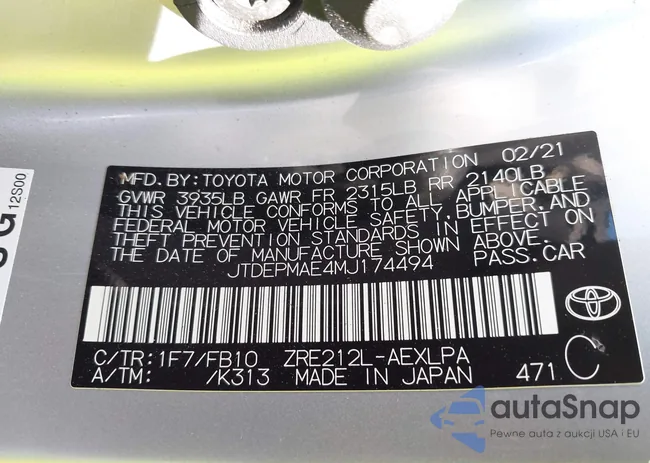 MFD.BY: TOYOTA MOTOR CORPORATION 02/21
GVWR 3935LB GAWR FR 2315LB RR 2140LB
THIS VEHICLE CONFORMS TO ALL APPLICABLE
FEDERAL MOTOR VEHICLE SAFETY, BUMPER, AND
THEFT PREVENTION STANDARDS IN EFFECT ON
THE DATE OF MANUFACTURE SHOWN ABOVE.
JTDEPMAE4MJ174494 PASS.CAR
C/TR: 1F7/FB10 ZRE212L-AEXLPA
A/TM: /K313 MADE IN JAPAN 471 C
12S00
autaSnap
Pewne auta z aukcji USA i EU